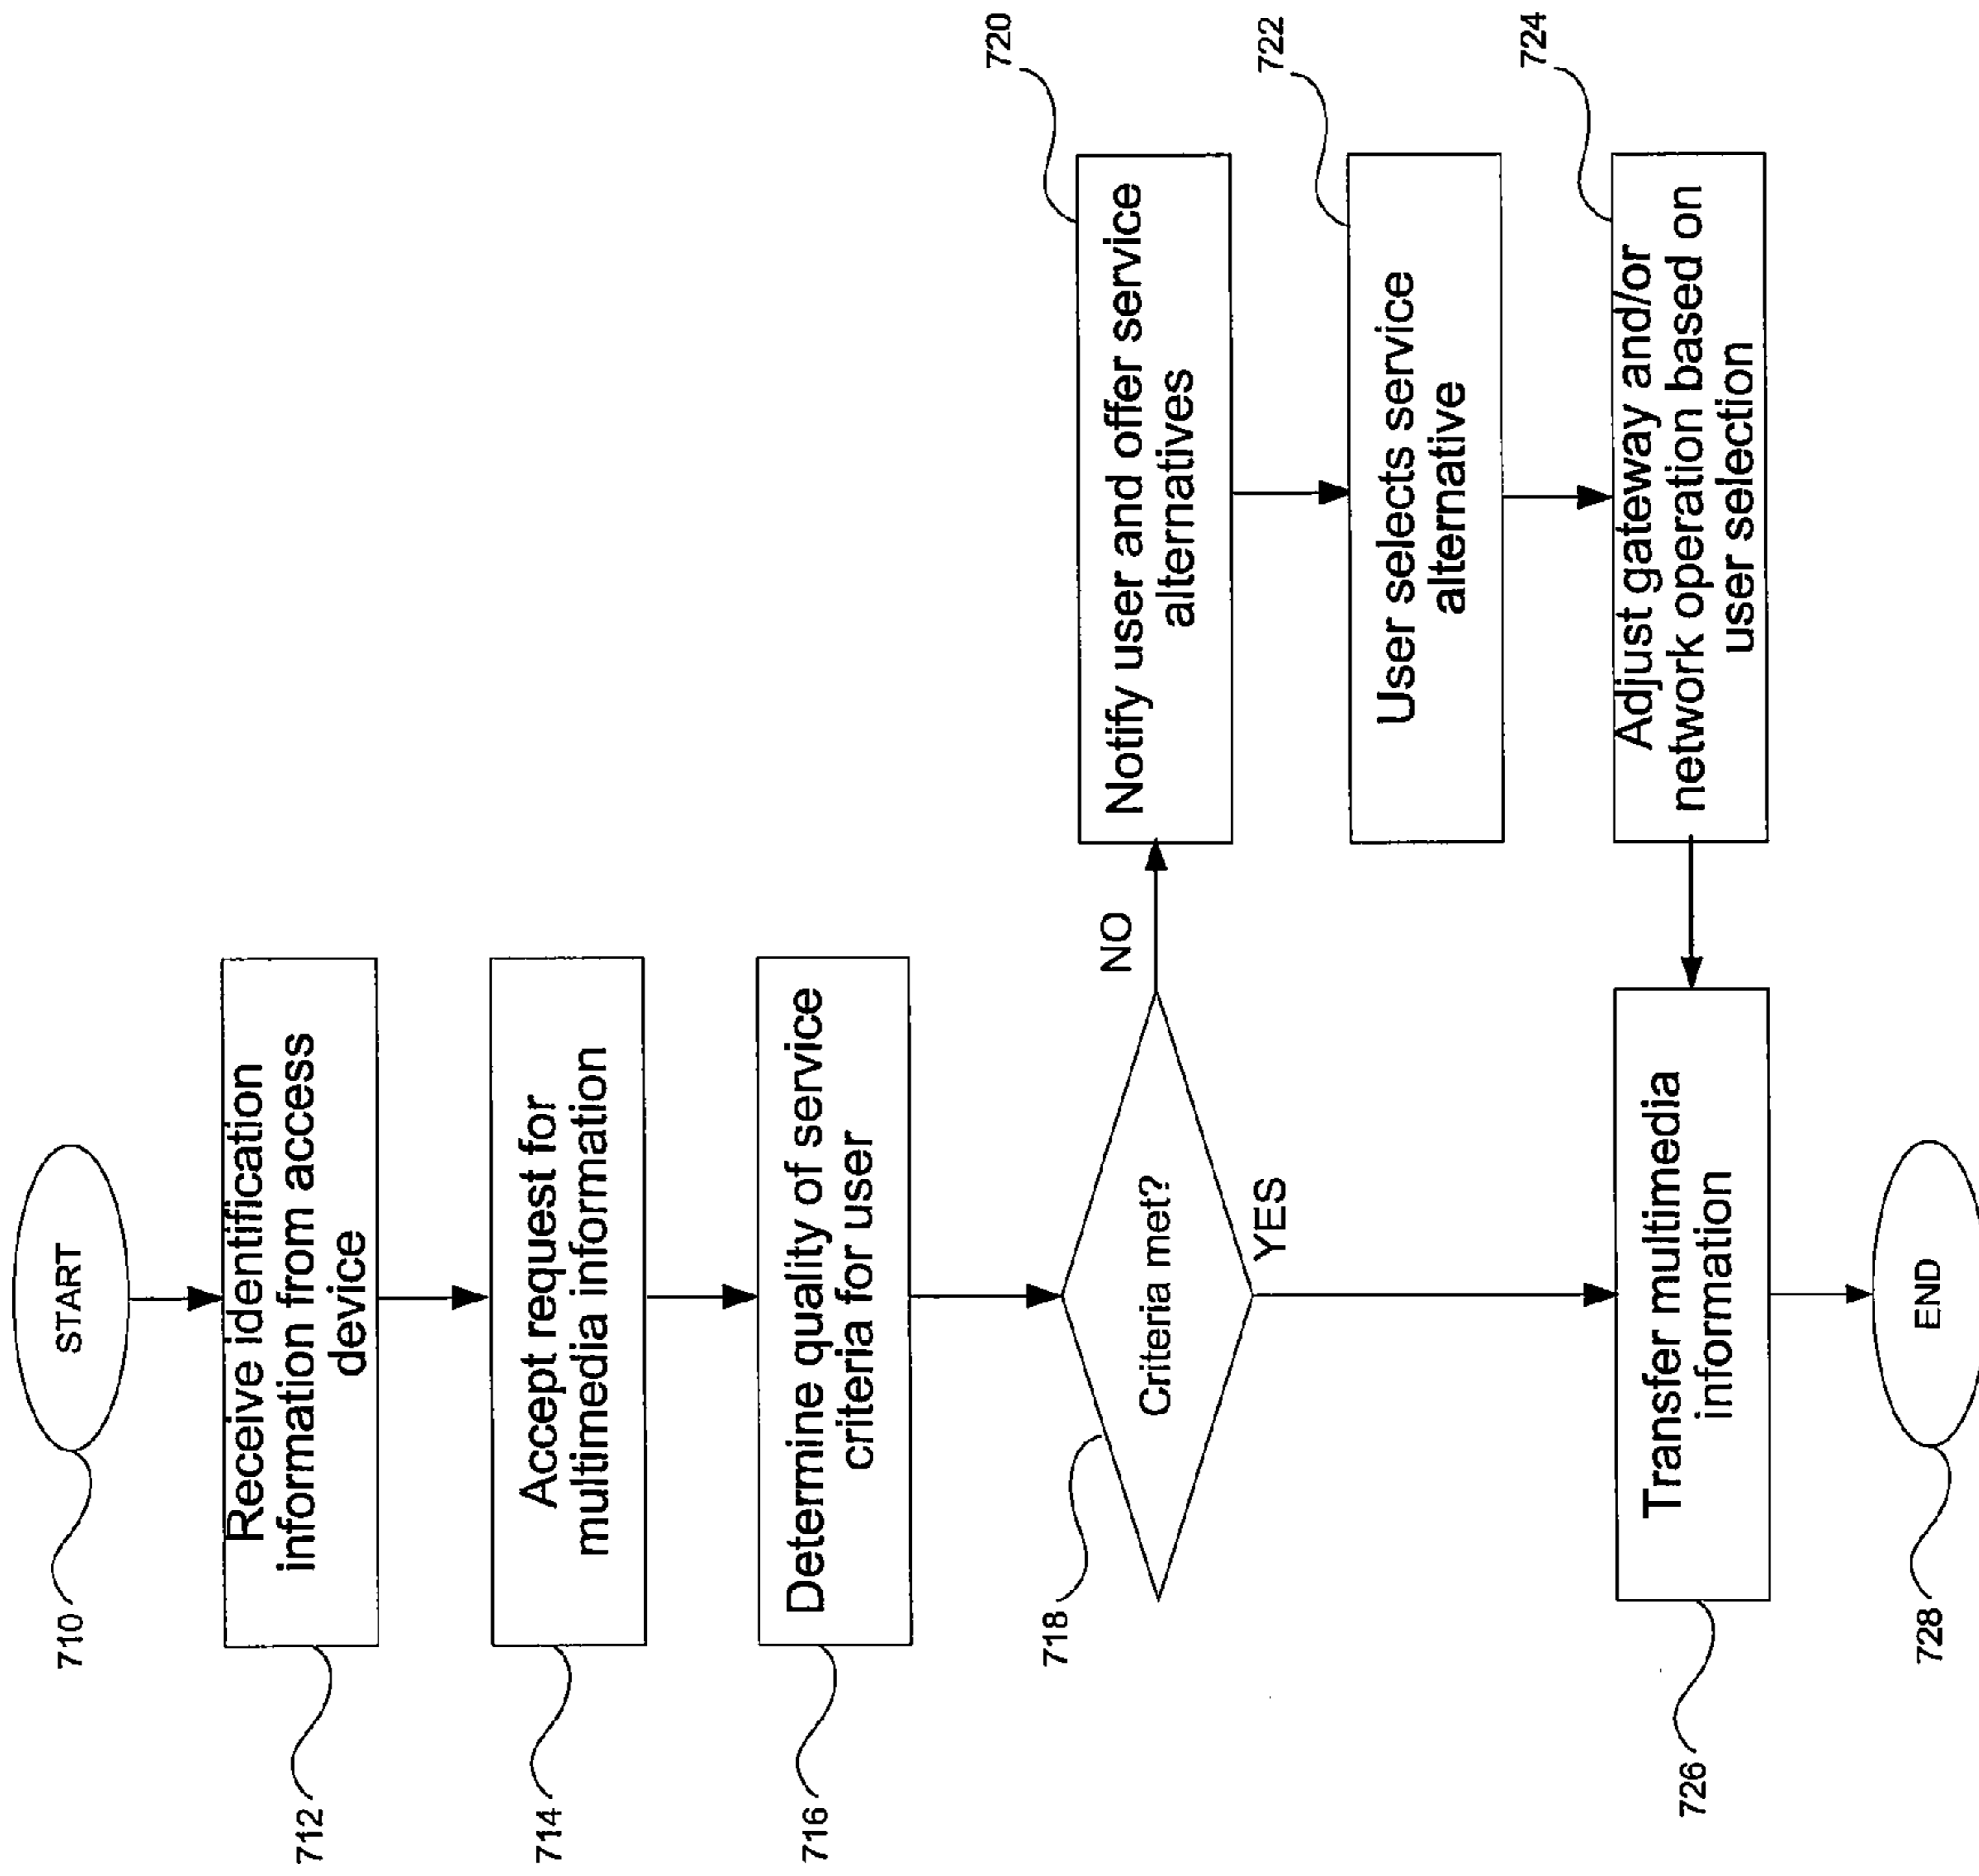 START
710
Receive identification
information from access
device
712
Accept request for
multimedia information
714
Determine quality of service
criteria for user
716
Criteria met?
718
NO
YES
Notify user and offer service
alternatives
720
User selects service
alternative
722
Adjust gateway and/or
network operation based on
user selection
724
Transfer multimedia
information
726
END
728